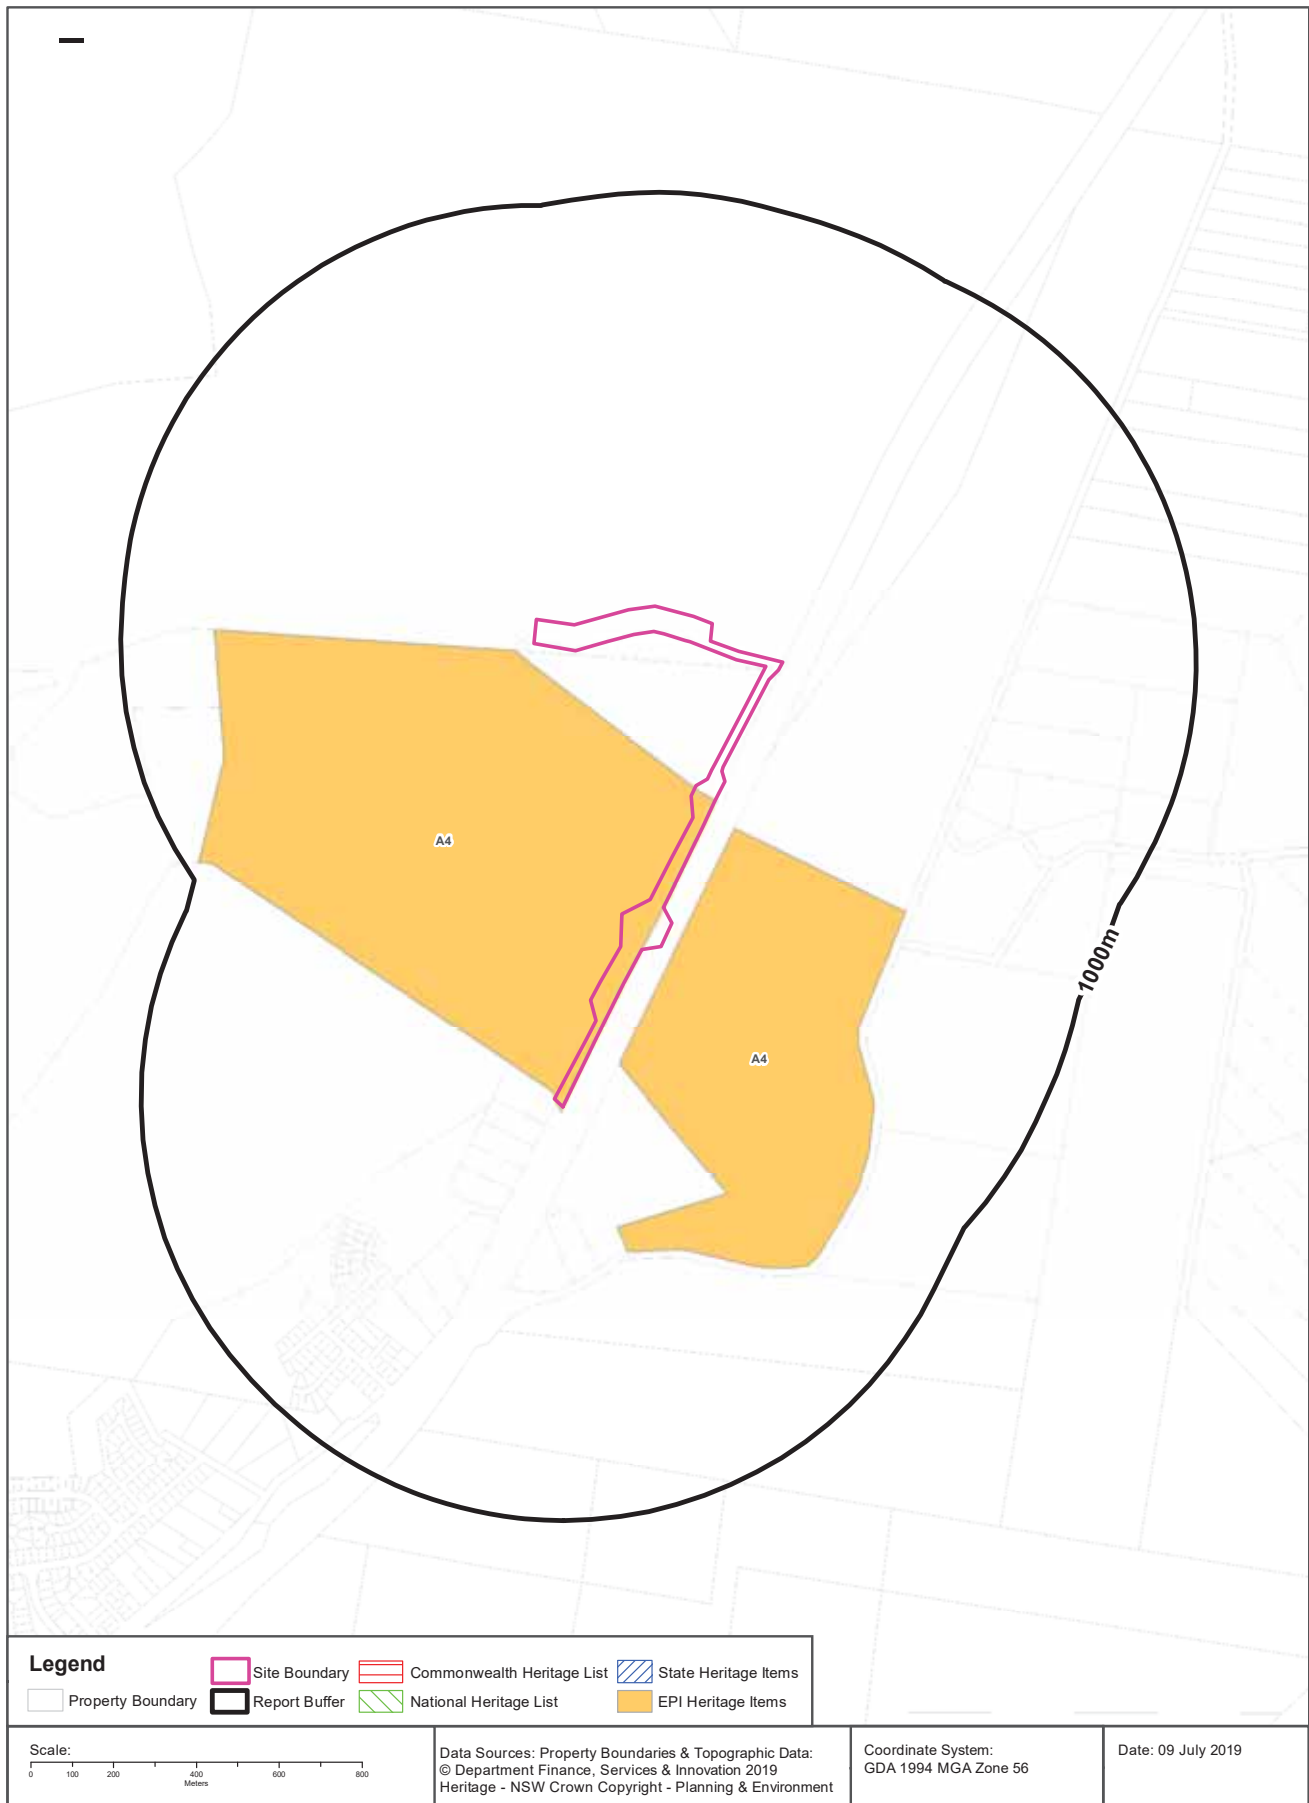 A4
1000m
A4
Legend
Property Boundary
Site Boundary
Report Buffer
Commonwealth Heritage List
National Heritage List
State Heritage Items
EPI Heritage Items
Scale:
0 100 200 400 600 800
Meters
Data Sources: Property Boundaries & Topographic Data:
© Department Finance, Services & Innovation 2019
Heritage - NSW Crown Copyright - Planning & Environment
Coordinate System:
GDA 1994 MGA Zone 56
Date: 09 July 2019